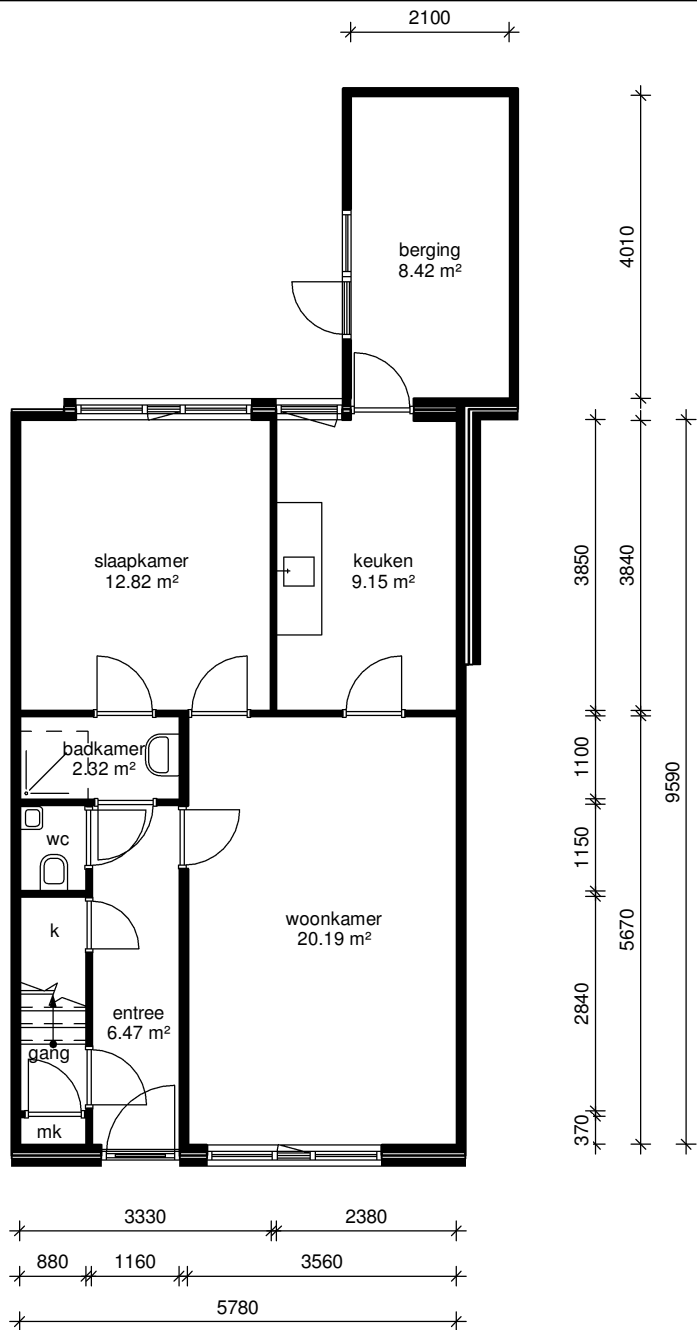 2100
berging
8.42 m²
4010
slaapkamer
12.82 m²
keuken
9.15 m²
3850
3840
badkamer
2.32 m²
1100
9590
wc
1150
k
woonkamer
20.19 m²
5670
entree
6.47 m²
2840
gang
mk
370
3330
2380
880
1160
3560
5780